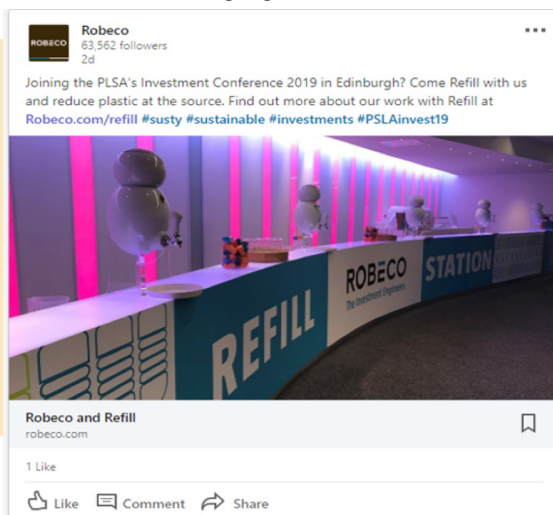 ROBECO
Robeco
63,562 followers
2d
Joining the PLSA's Investment Conference 2019 in Edinburgh? Come Refill with us
and reduce plastic at the source. Find out more about our work with Refill at
Robeco.com/refill #susty #sustainable #investments #PSLAinvest19
REFILL
ROBECO
The Investment Engineers
STATION
Robeco and Refill
robeco.com
1 Like
Like Comment Share